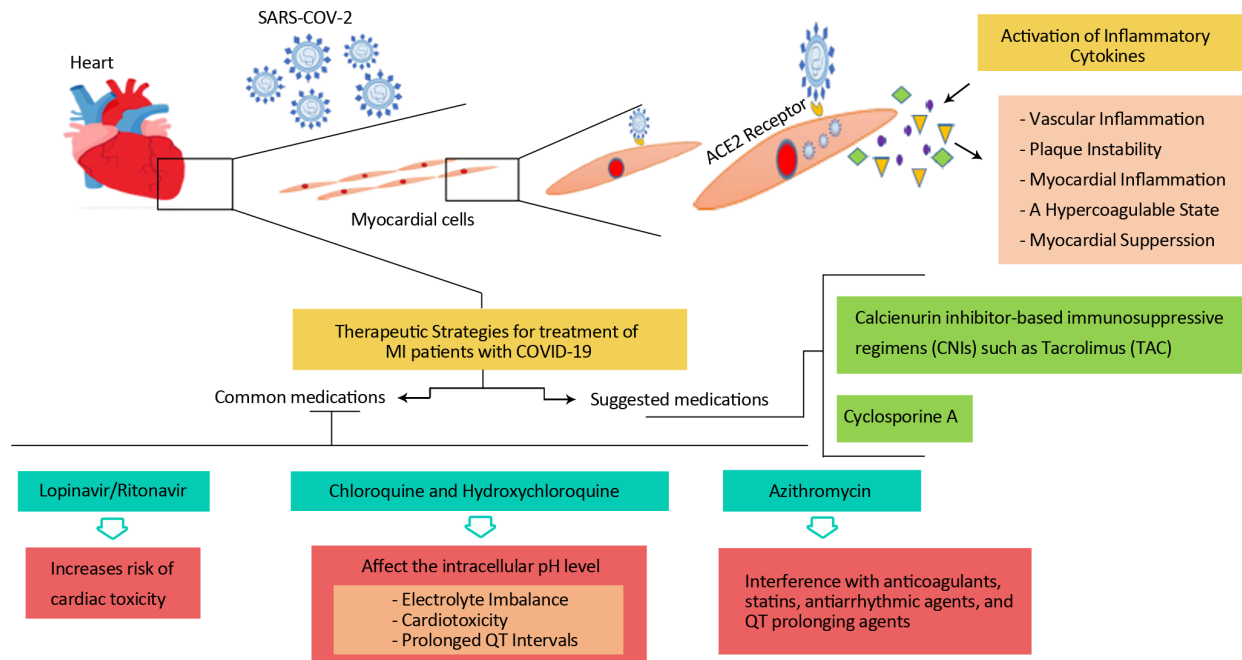 SARS-COV-2
Heart
Myocardial cells
ACE2 Receptor
Activation of Inflammatory
Cytokines
- Vascular Inflammation
- Plaque Instability
- Myocardial Inflammation
- A Hypercoagulable State
- Myocardial Supperssion
Therapeutic Strategies for treatment of
MI patients with COVID-19
Common medications
Suggested medications
Calcienurin inhibitor-based immunosuppressive
regimens (CNIs) such as Tacrolimus (TAC)
Cyclosporine A
Lopinavir/Ritonavir
Increases risk of
cardiac toxicity
Chloroquine and Hydroxychloroquine
Affect the intracellular pH level
- Electrolyte Imbalance
- Cardiotoxicity
- Prolonged QT Intervals
Azithromycin
Interference with anticoagulants,
statins, antiarrhythmic agents, and
QT prolonging agents